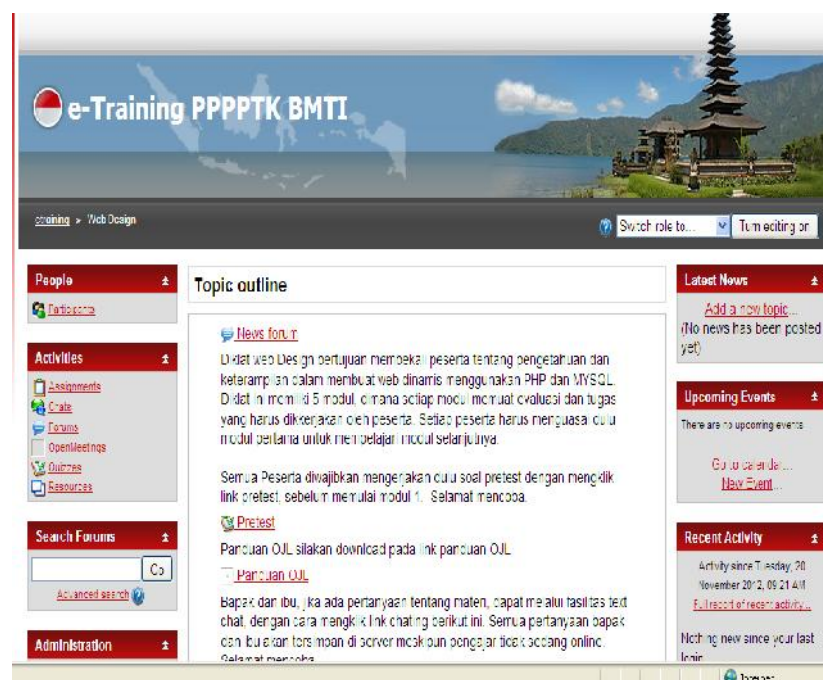 e-Training PPPPTK BMTI
etraining » Web Design
Switch role to...
Turn editing on
People
Participants
Activities
Assignments
Chats
Forums
OpenMeetings
Quizzes
Resources
Search Forums
Go
Advanced search
Administration
Topic outline
News forum
Diklat web Design bertujuan membekali peserta tentang pengetahuan dan
keterampilan dalam membuat web dinamis menggunakan PHP dan MYSQL.
Diklat ini memiliki 5 modul, dimana setiap modul memuat evaluasi dan tugas
yang harus dikkerjakan oleh peserta. Setiap peserta harus menguasai dulu
modul pertama untuk mempelajari modul selanjutnya.
Semua Peserta diwajibkan mengerjakan dulu soal pretest dengan mengklik
link pretest, sebelum memulai modul 1. Selamat mencoba.
Pretest
Panduan OJL silakan download pada link panduan OJL
Panduan OJL
Bapak dan ibu, jika ada pertanyaan tentang materi, dapat melalui fasilitas text
chat, dengan cara mengklik link chating berikut ini. Semua pertanyaan bapak
dan ibu akan tersimpan di server meskipun pengajar tidak sedang online.
Selamat mencoba
Latest News
Add a new topic...
(No news has been posted
yet)
Upcoming Events
There are no upcoming events
Go to calendar...
New Event...
Recent Activity
Activity since Tuesday, 20
November 2012, 09:21 AM
Full report of recent activity...
Nothing new since your last
login
Internet